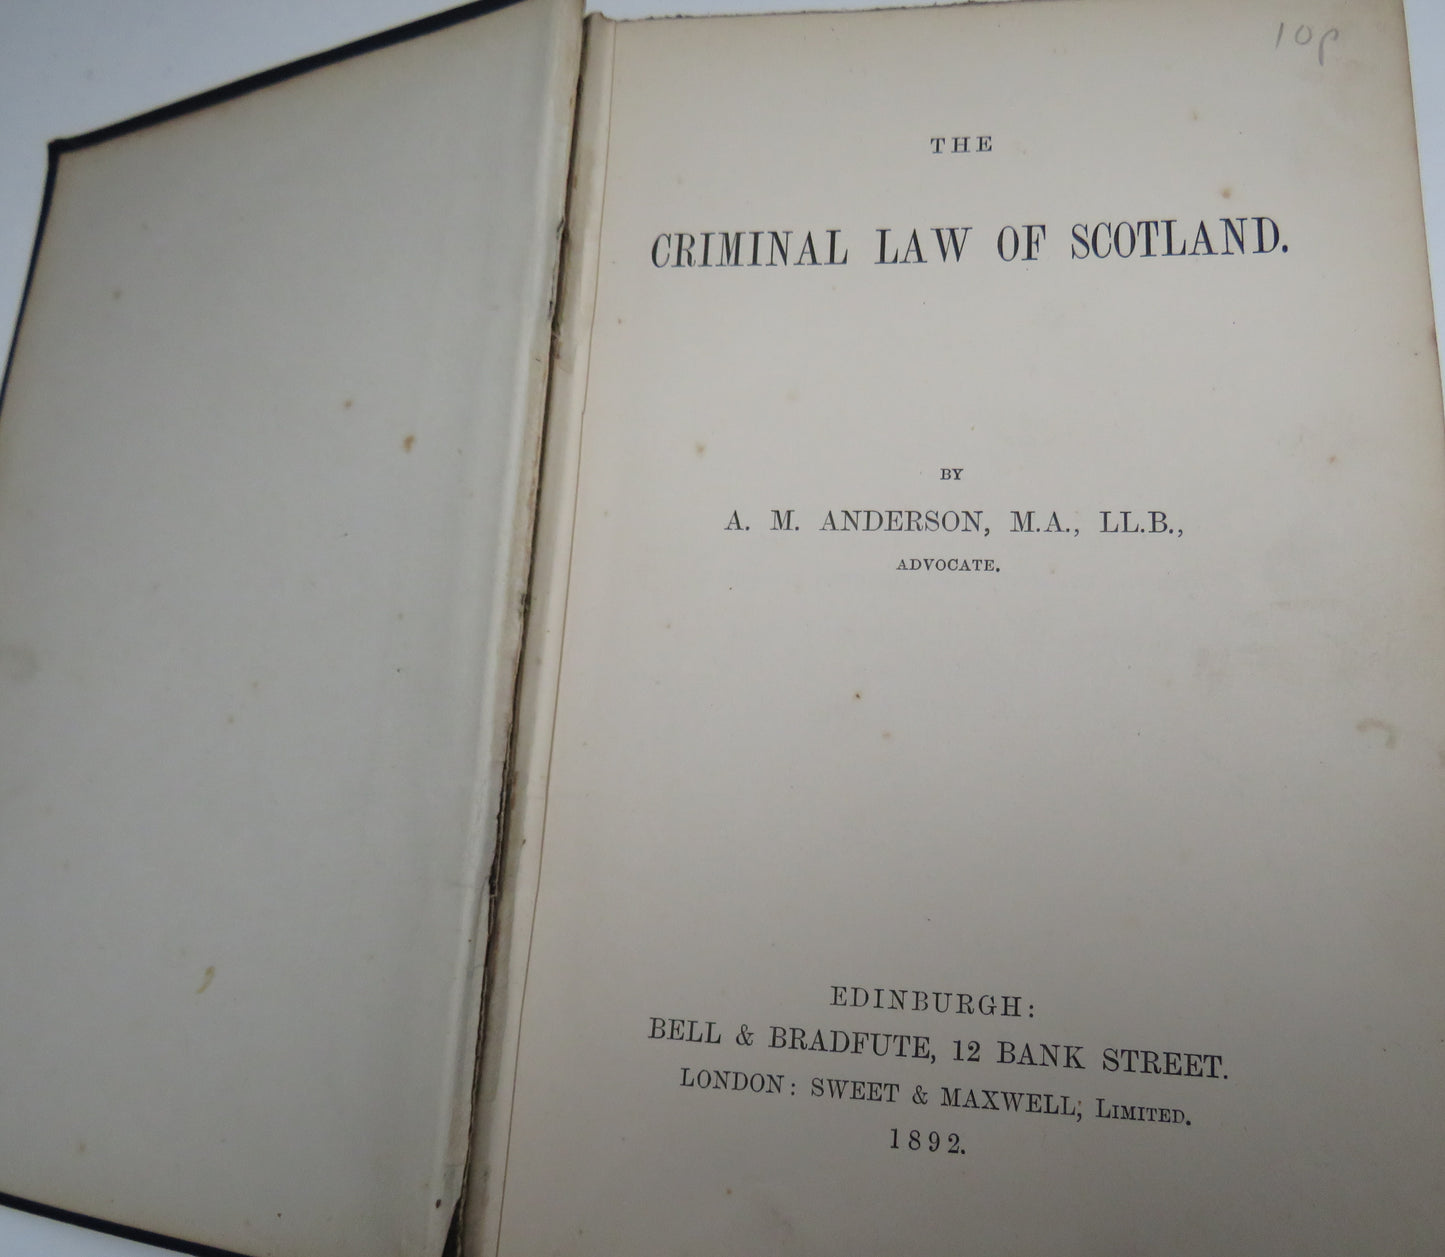 10p
THE
CRIMINAL LAW OF SCOTLAND.
BY
A. M. ANDERSON, M.A., LL.B.,
ADVOCATE.
EDINBURGH:
BELL & BRADFUTE, 12 BANK STREET.
LONDON: SWEET & MAXWELL, LIMITED.
1892.